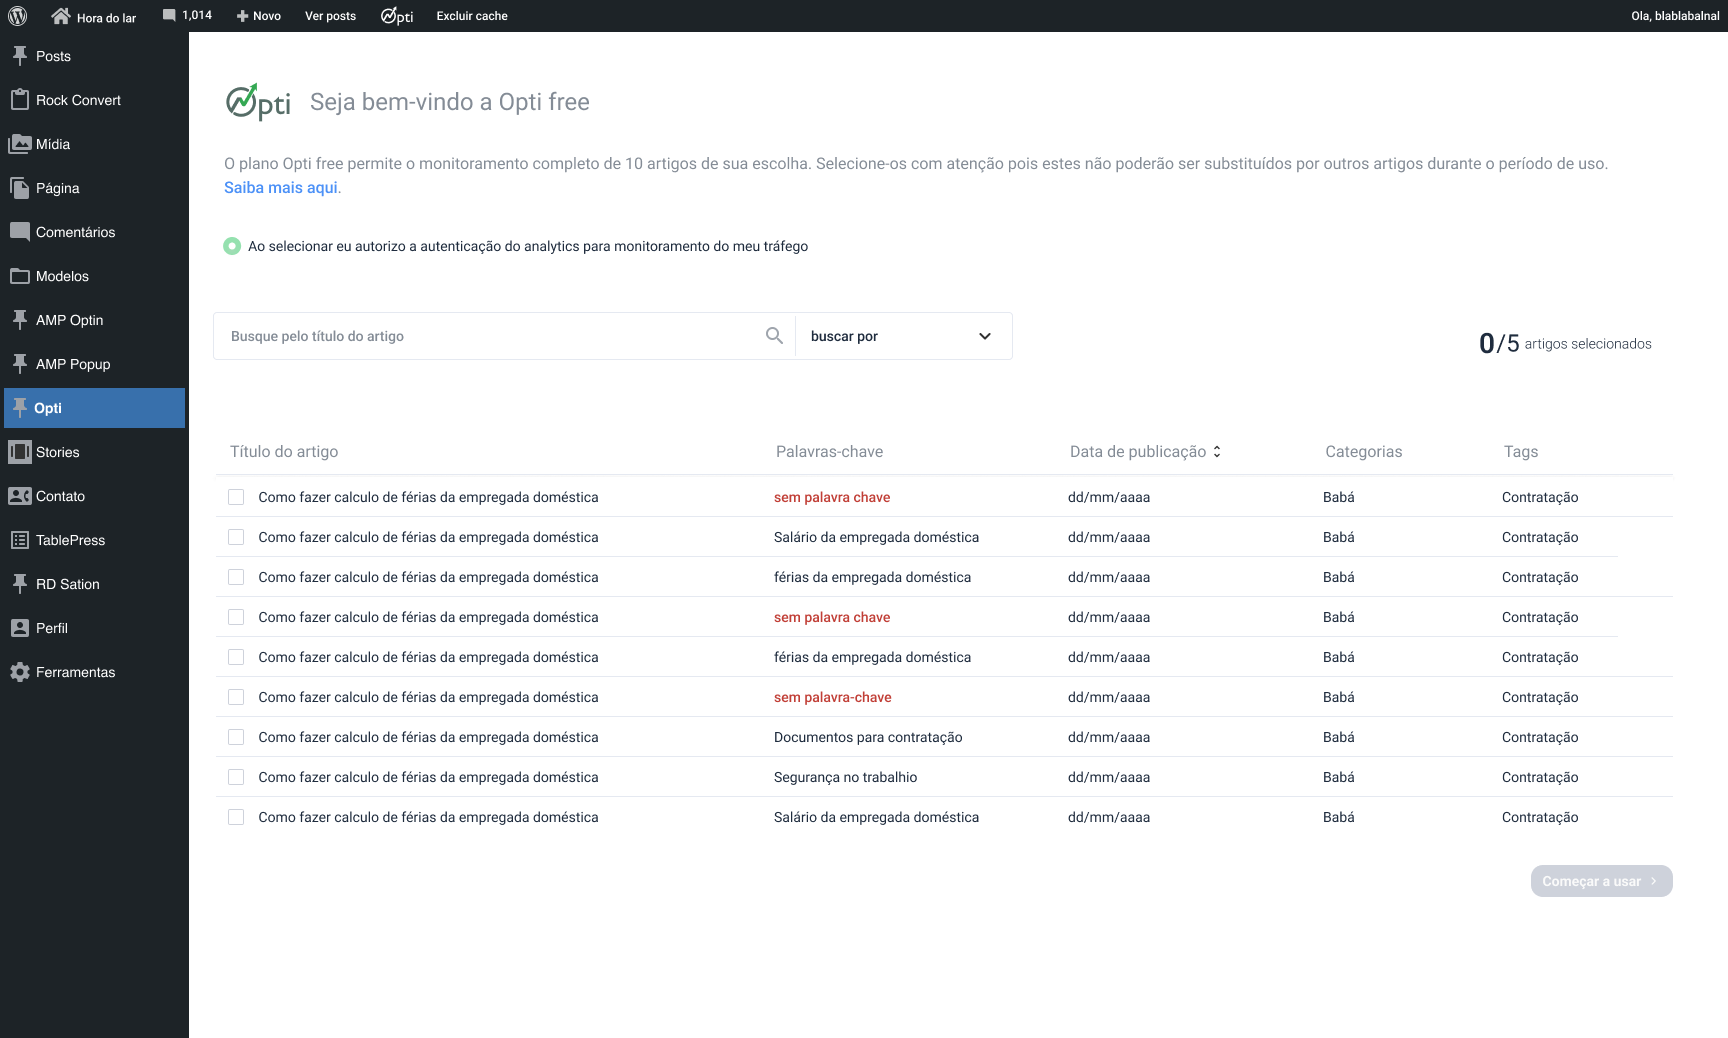 Hora do lar 1,014 Novo Ver posts Opti Excluir cache Ola, blablabalnal
Posts
Rock Convert
Mídia
Página
Comentários
Modelos
AMP Optin
AMP Popup
Opti
Stories
Contato
TablePress
RD Sation
Perfil
Ferramentas
Opti Seja bem-vindo a Opti free
O plano Opti free permite o monitoramento completo de 10 artigos de sua escolha. Selecione-os com atenção pois estes não poderão ser substituídos por outros artigos durante o período de uso.
Saiba mais aqui.
Ao selecionar eu autorizo a autenticação do analytics para monitoramento do meu tráfego
Busque pelo título do artigo buscar por 0/5 artigos selecionados
Título do artigo Palavras-chave Data de publicação Categorias Tags
Como fazer calculo de férias da empregada doméstica sem palavra chave dd/mm/aaaa Babá Contratação
Como fazer calculo de férias da empregada doméstica Salário da empregada doméstica dd/mm/aaaa Babá Contratação
Como fazer calculo de férias da empregada doméstica férias da empregada doméstica dd/mm/aaaa Babá Contratação
Como fazer calculo de férias da empregada doméstica sem palavra chave dd/mm/aaaa Babá Contratação
Como fazer calculo de férias da empregada doméstica férias da empregada doméstica dd/mm/aaaa Babá Contratação
Como fazer calculo de férias da empregada doméstica sem palavra-chave dd/mm/aaaa Babá Contratação
Como fazer calculo de férias da empregada doméstica Documentos para contratação dd/mm/aaaa Babá Contratação
Como fazer calculo de férias da empregada doméstica Segurança no trabalhio dd/mm/aaaa Babá Contratação
Como fazer calculo de férias da empregada doméstica Salário da empregada doméstica dd/mm/aaaa Babá Contratação
Começar a usar